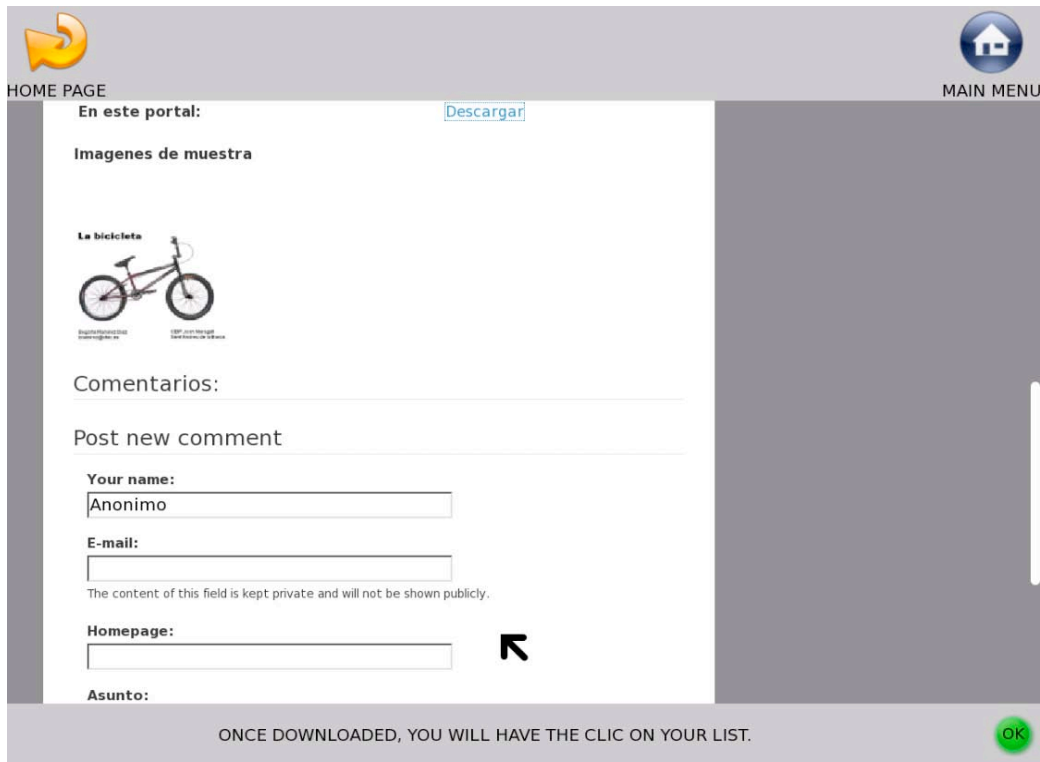 HOME PAGE
MAIN MENU
En este portal:
Descargar
Imagenes de muestra
La bicicleta
Comentarios:
Post new comment
Your name:
Anonimo
E-mail:
The content of this field is kept private and will not be shown publicly.
Homepage:
Asunto:
ONCE DOWNLOADED, YOU WILL HAVE THE CLIC ON YOUR LIST.
OK